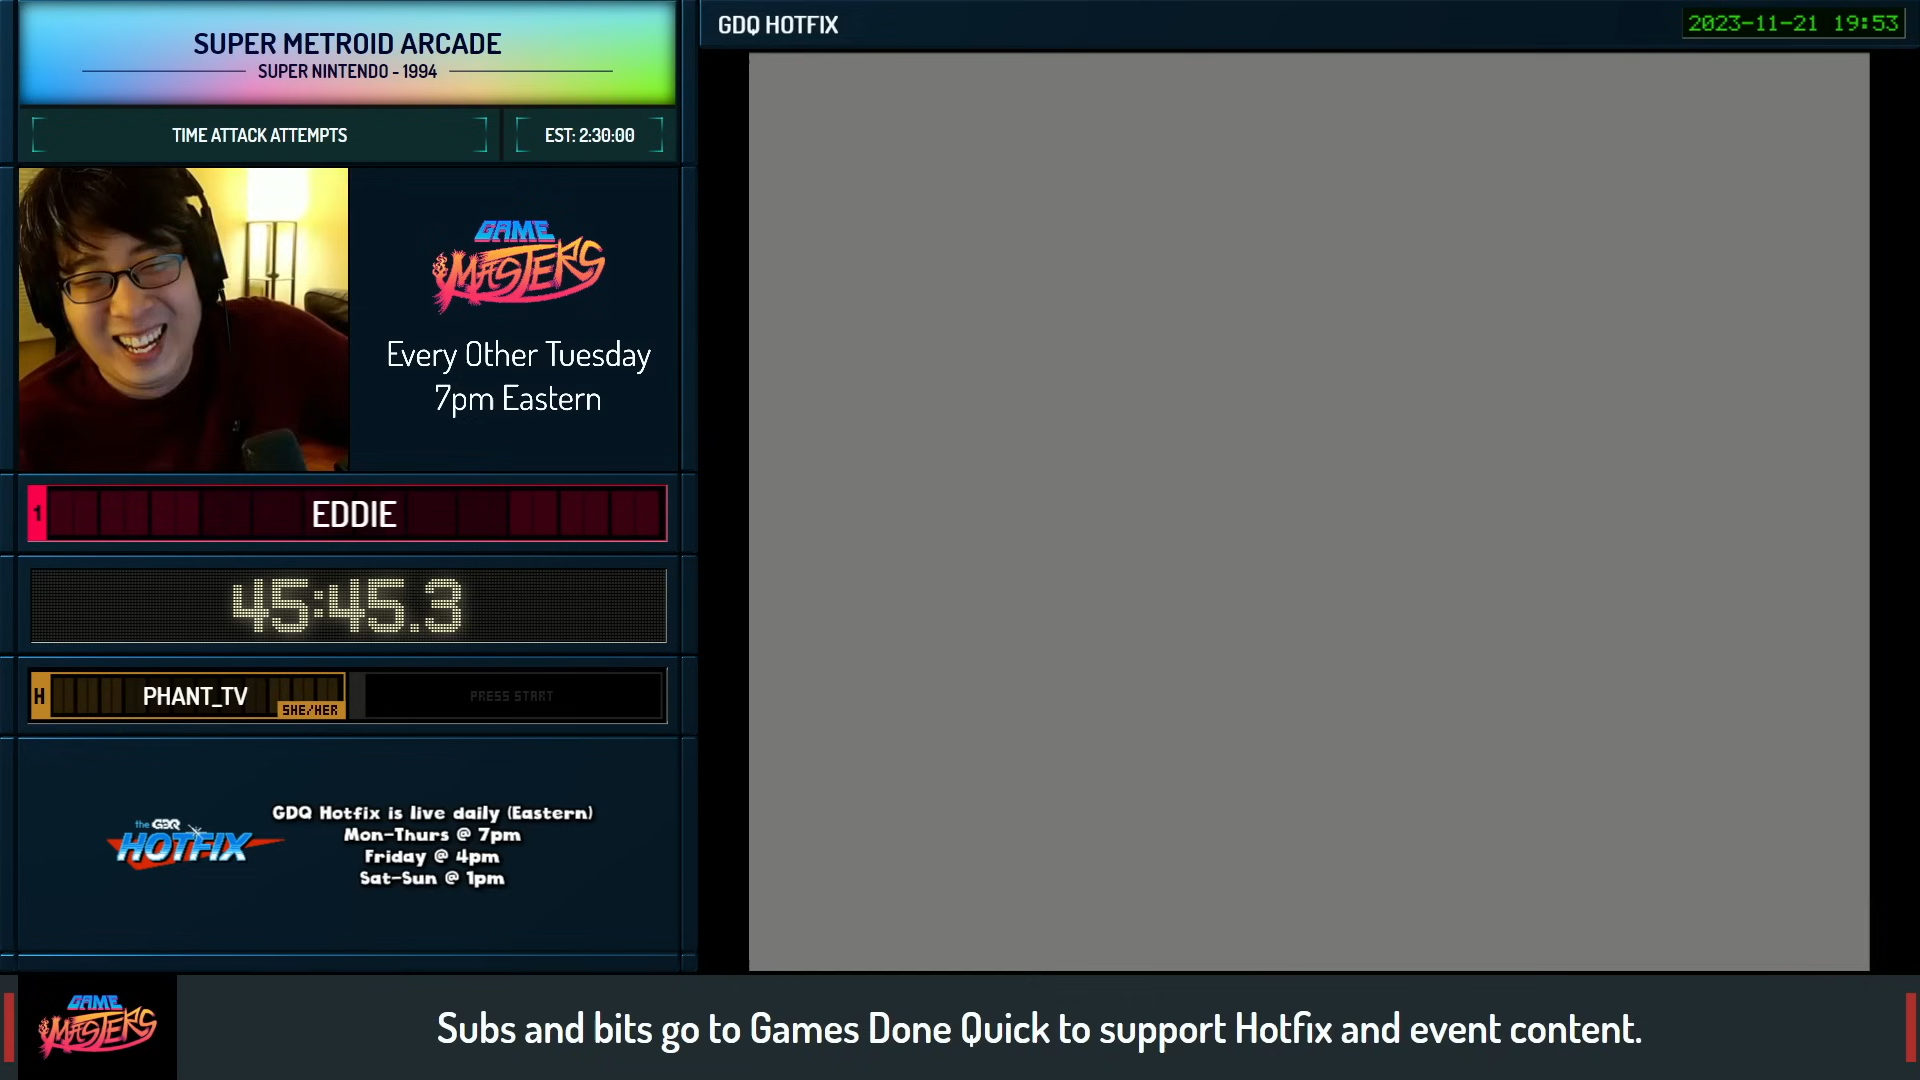 SUPER METROID ARCADE
SUPER NINTENDO - 1994
TIME ATTACK ATTEMPTS
EST: 2:30:00
GAME
MASTERS
Every Other Tuesday
7pm Eastern
1
EDDIE
45:45.3
H
PHANT_TV
SHE/HER
PRESS START
the GDQ
HOTFIX
GDQ Hotfix is live daily (Eastern)
Mon-Thurs @ 7pm
Friday @ 4pm
Sat-Sun @ 1pm
GDQ HOTFIX
2023-11-21 19:53
GAME
MASTERS
Subs and bits go to Games Done Quick to support Hotfix and event content.